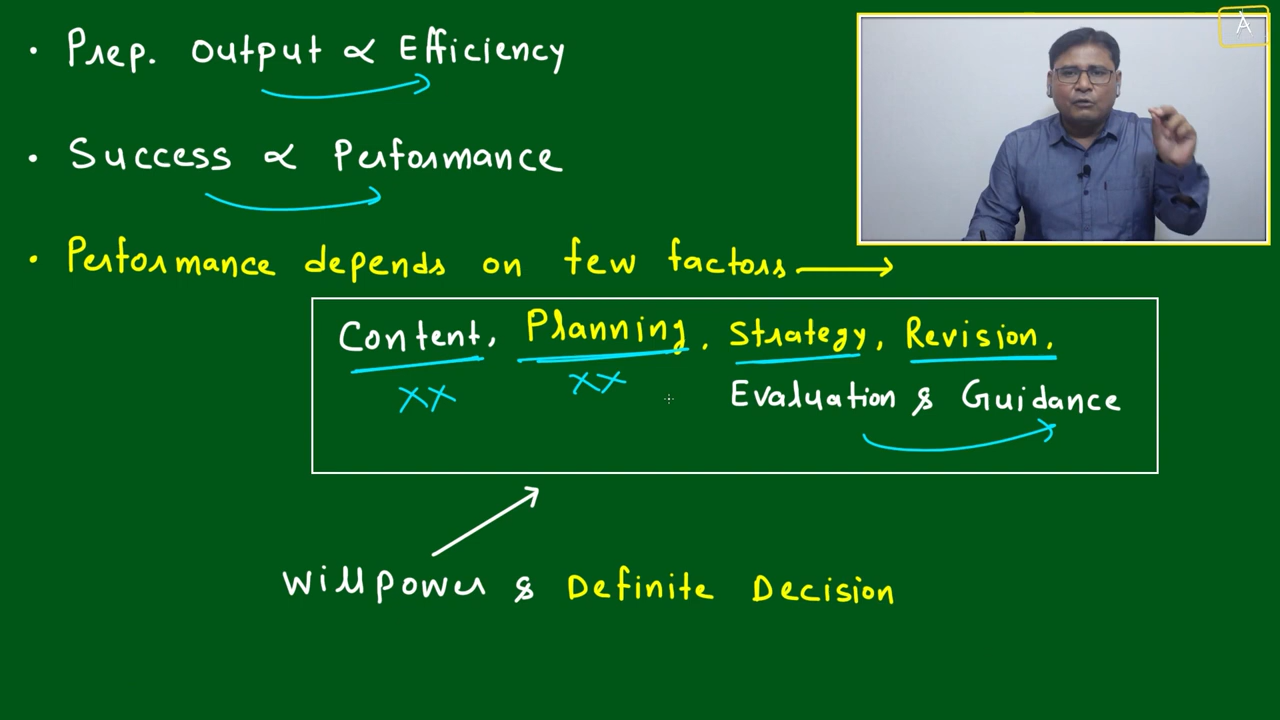 • Prep. Output ∝ Efficiency
• Success ∝ Performance
• Performance depends on few factors →
Content, Planning, Strategy, Revision.
XX XX
Evaluation & Guidance
Willpower & Definite Decision
A